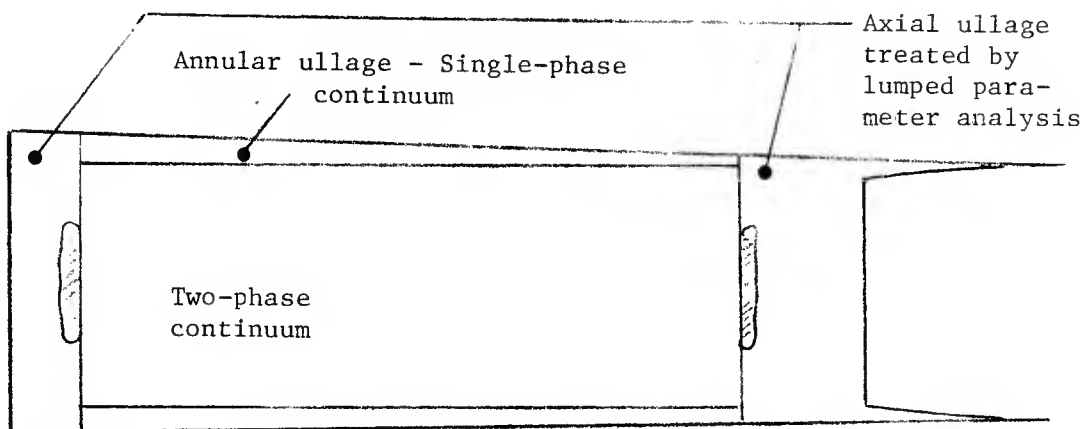 Annular ullage - Single-phase
continuum
Axial ullage
treated by
lumped para-
meter analysis
Two-phase
continuum